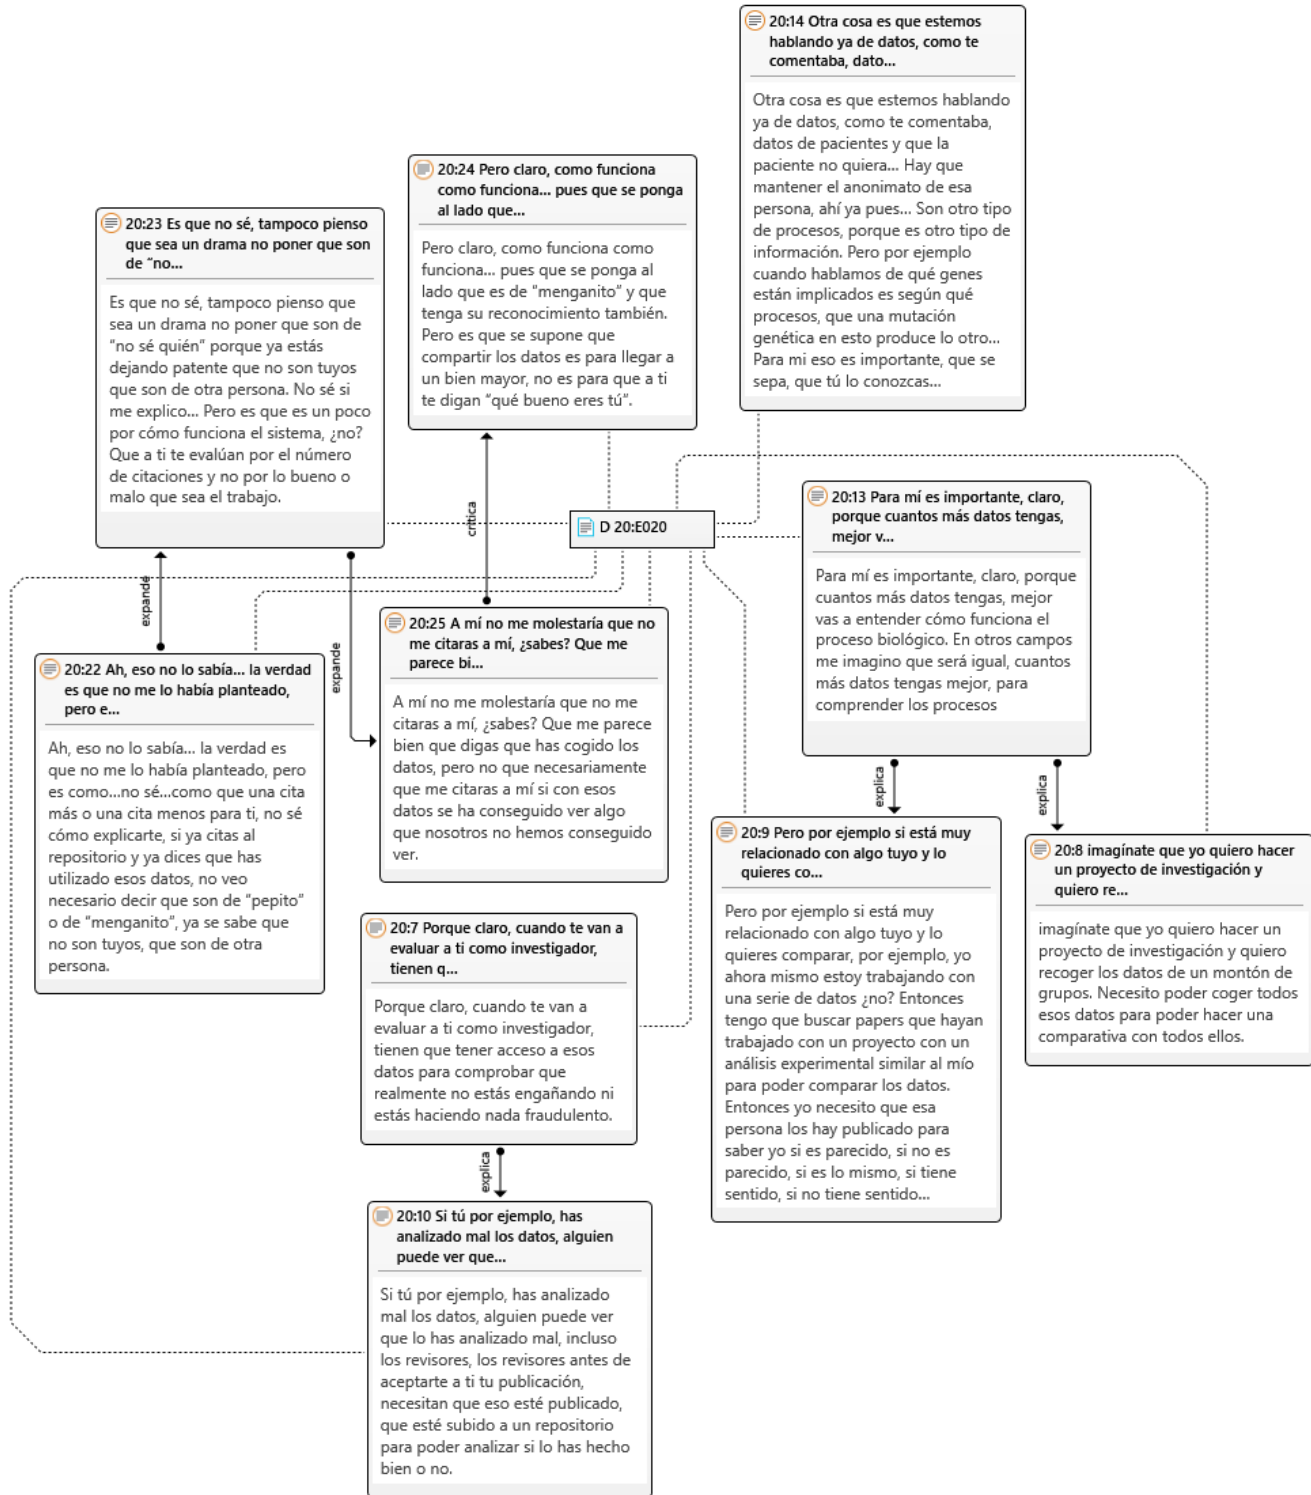 20:14 Otra cosa es que estemos
hablando ya de datos, como te
comentaba, dato...
Otra cosa es que estemos hablando
ya de datos, como te comentaba,
datos de pacientes y que la
paciente no quiera... Hay que
mantener el anonimato de esa
persona, ahí ya pues... Son otro tipo
de procesos, porque es otro tipo de
información. Pero por ejemplo
cuando hablamos de qué genes
están implicados es según qué
procesos, que una mutación
genética en esto produce lo otro...
Para mi eso es importante, que se
sepa, que tú lo conozcas...
20:24 Pero claro, como funciona
como funciona... pues que se ponga
al lado que...
Pero claro, como funciona como
funciona... pues que se ponga al
lado que es de “menganito” y que
tenga su reconocimiento también.
Pero es que se supone que
compartir los datos es para llegar a
un bien mayor, no es para que a ti
te digan “qué bueno eres tú”.
20:23 Es que no sé, tampoco pienso
que sea un drama no poner que son
de “no...
Es que no sé, tampoco pienso que
sea un drama no poner que son de
“no sé quién” porque ya estás
dejando patente que no son tuyos
que son de otra persona. No sé si
me explico... Pero es que es un poco
por cómo funciona el sistema, ¿no?
Que a ti te evalúan por el número
de citaciones y no por lo bueno o
malo que sea el trabajo.
critica
D 20:E020
20:13 Para mí es importante, claro,
porque cuantos más datos tengas,
mejor v...
Para mí es importante, claro, porque
cuantos más datos tengas, mejor
vas a entender cómo funciona el
proceso biológico. En otros campos
me imagino que será igual, cuantos
más datos tengas mejor, para
comprender los procesos
expande
expande
20:25 A mí no me molestaría que no
me citaras a mí, ¿sabes? Que me
parece bi...
A mí no me molestaría que no me
citaras a mí, ¿sabes? Que me parece
bien que digas que has cogido los
datos, pero no que necesariamente
que me citaras a mí si con esos
datos se ha conseguido ver algo
que nosotros no hemos conseguido
ver.
20:22 Ah, eso no lo sabía... la verdad
es que no me lo había planteado,
pero e...
Ah, eso no lo sabía... la verdad es
que no me lo había planteado, pero
es como...no sé...como que una cita
más o una cita menos para ti, no sé
cómo explicarte, si ya citas al
repositorio y ya dices que has
utilizado esos datos, no veo
necesario decir que son de “pepito”
o de “menganito”, ya se sabe que
no son tuyos, que son de otra
persona.
explica
explica
20:9 Pero por ejemplo si está muy
relacionado con algo tuyo y lo
quieres co...
Pero por ejemplo si está muy
relacionado con algo tuyo y lo
quieres comparar, por ejemplo, yo
ahora mismo estoy trabajando con
una serie de datos ¿no? Entonces
tengo que buscar papers que hayan
trabajado con un proyecto con un
análisis experimental similar al mío
para poder comparar los datos.
Entonces yo necesito que esa
persona los hay publicado para
saber yo si es parecido, si no es
parecido, si es lo mismo, si tiene
sentido, si no tiene sentido...
20:8 imagínate que yo quiero hacer
un proyecto de investigación y
quiero re...
imagínate que yo quiero hacer un
proyecto de investigación y quiero
recoger los datos de un montón de
grupos. Necesito poder coger todos
esos datos para poder hacer una
comparativa con todos ellos.
20:7 Porque claro, cuando te van a
evaluar a ti como investigador,
tienen q...
Porque claro, cuando te van a
evaluar a ti como investigador,
tienen que tener acceso a esos
datos para comprobar que
realmente no estás engañando ni
estás haciendo nada fraudulento.
explica
20:10 Si tú por ejemplo, has
analizado mal los datos, alguien
puede ver que...
Si tú por ejemplo, has analizado
mal los datos, alguien puede ver
que lo has analizado mal, incluso
los revisores, los revisores antes de
aceptarte a ti tu publicación,
necesitan que eso esté publicado,
que esté subido a un repositorio
para poder analizar si lo has hecho
bien o no.